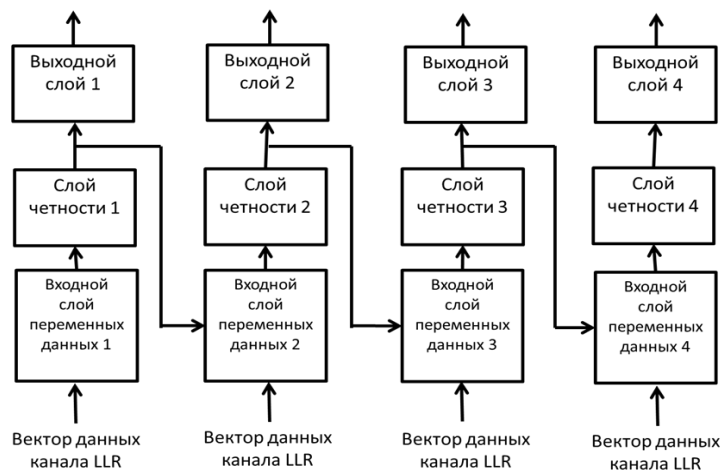 Выходной
слой 1
Выходной
слой 2
Выходной
слой 3
Выходной
слой 4
Слой
четности 1
Слой
четности 2
Слой
четности 3
Слой
четности 4
Входной
слой
переменных
данных 1
Входной
слой
переменных
данных 2
Входной
слой
переменных
данных 3
Входной
слой
переменных
данных 4
Вектор данных
канала LLR
Вектор данных
канала LLR
Вектор данных
канала LLR
Вектор данных
канала LLR